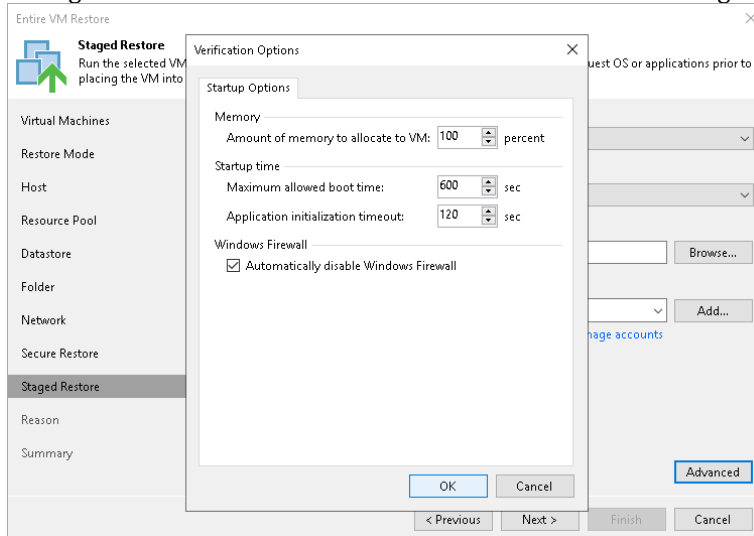 Entire VM Restore
Staged Restore
Run the selected VM
placing the VM into
uest OS or applications prior to
Virtual Machines
Restore Mode
Host
Resource Pool
Datastore
Folder
Network
Secure Restore
Staged Restore
Reason
Summary
Verification Options
Startup Options
Memory
Amount of memory to allocate to VM: 100 percent
Startup time
Maximum allowed boot time: 600 sec
Application initialization timeout: 120 sec
Windows Firewall
Automatically disable Windows Firewall
OK Cancel
Browse...
Add...
nage accounts
Advanced
< Previous Next > Finish Cancel